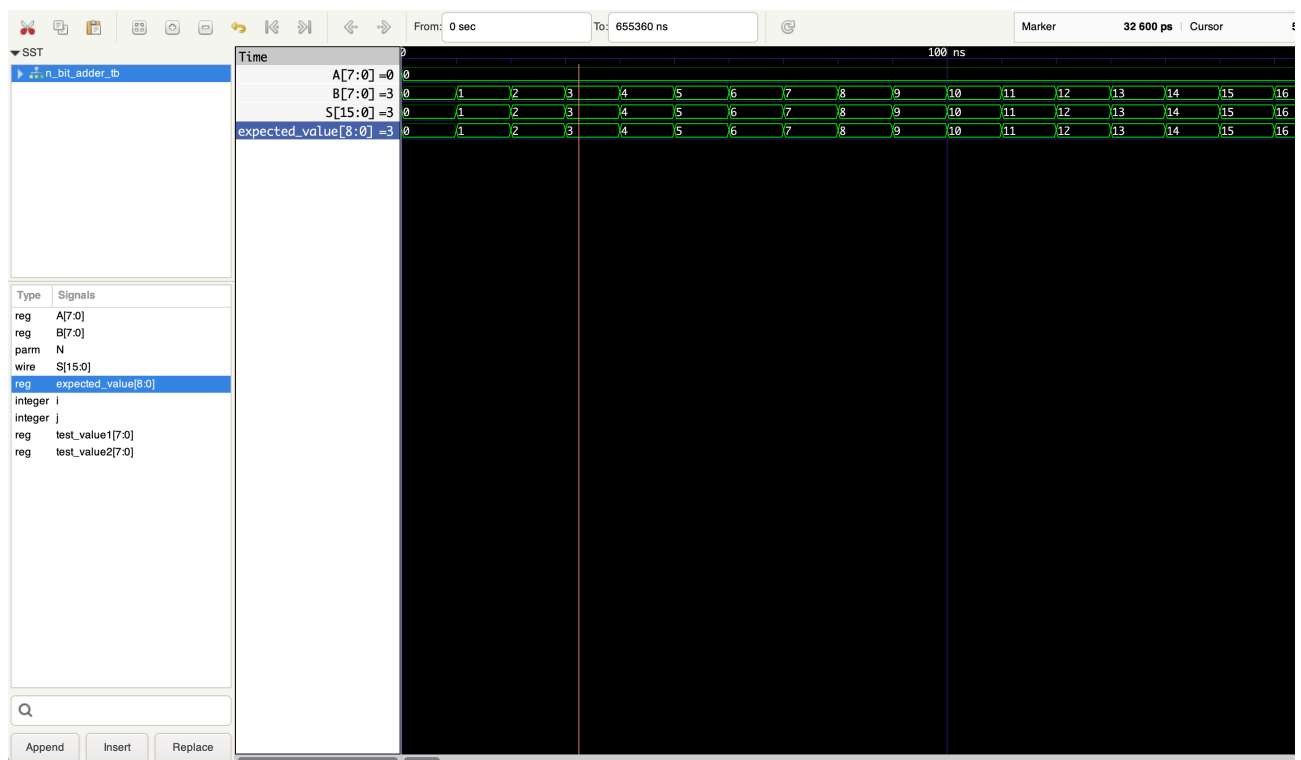 From: 0 sec To: 655360 ns Marker 32 600 ps | Cursor
SST
n_bit_adder_tb
Time
0 100 ns
A[7:0] =0 0
B[7:0] =3 0 1 2 3 4 5 6 7 8 9 10 11 12 13 14 15 16
S[15:0] =3 0 1 2 3 4 5 6 7 8 9 10 11 12 13 14 15 16
expected_value[8:0] =3 0 1 2 3 4 5 6 7 8 9 10 11 12 13 14 15 16
Type Signals
reg A[7:0]
reg B[7:0]
parm N
wire S[15:0]
reg expected_value[8:0]
integer i
integer j
reg test_value1[7:0]
reg test_value2[7:0]
Append Insert Replace